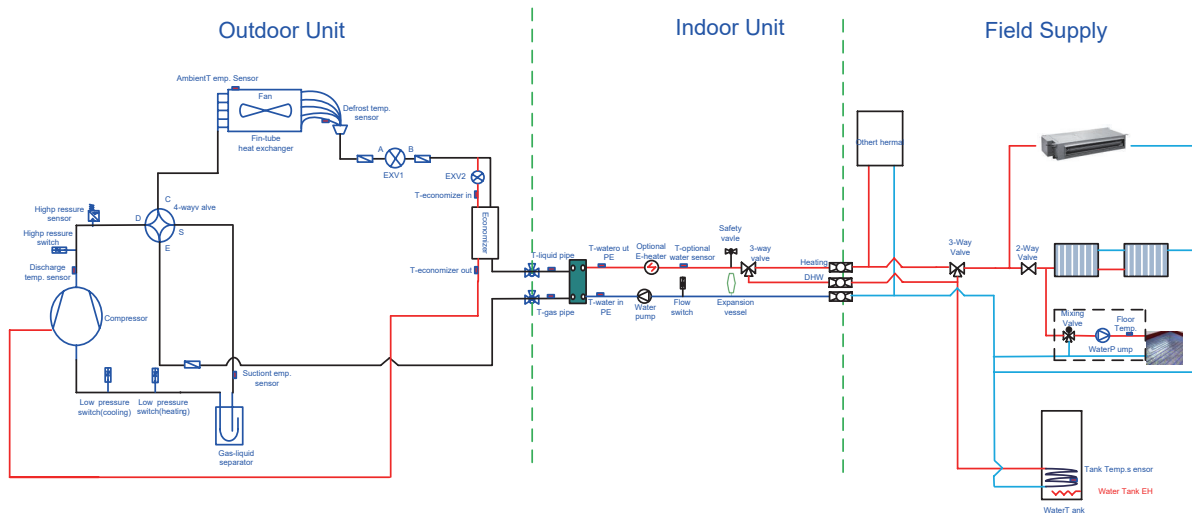 Outdoor Unit
Indoor Unit
Field Supply
AmbientT emp. Sensor
Fan
Defrost temp.
sensor
Fin-tube
heat exchanger
A
B
EXV1
EXV2
T-economizer in
Economizer
T-economizer out
C
4-wayv alve
D
S
E
Highp ressure
sensor
Highp ressure
switch
Discharge
temp. sensor
Compressor
Suctiont emp.
sensor
Low pressure
switch(cooling)
Low pressure
switch(heating)
Gas-liquid
separator
T-liquid pipe
T-gas pipe
T-watero ut
PE
Optional
E-heater
T-optional
water sensor
Safety
vavle
3-way
valve
Heating
DHW
T-water in
PE
Water
pump
Flow
switch
Expansion
vessel
Othert hermal
3-Way
Valve
2-Way
Valve
Mixing
Valve
Floor
Temp.
WaterP ump
Tank Temp.s ensor
Water Tank EH
WaterT ank